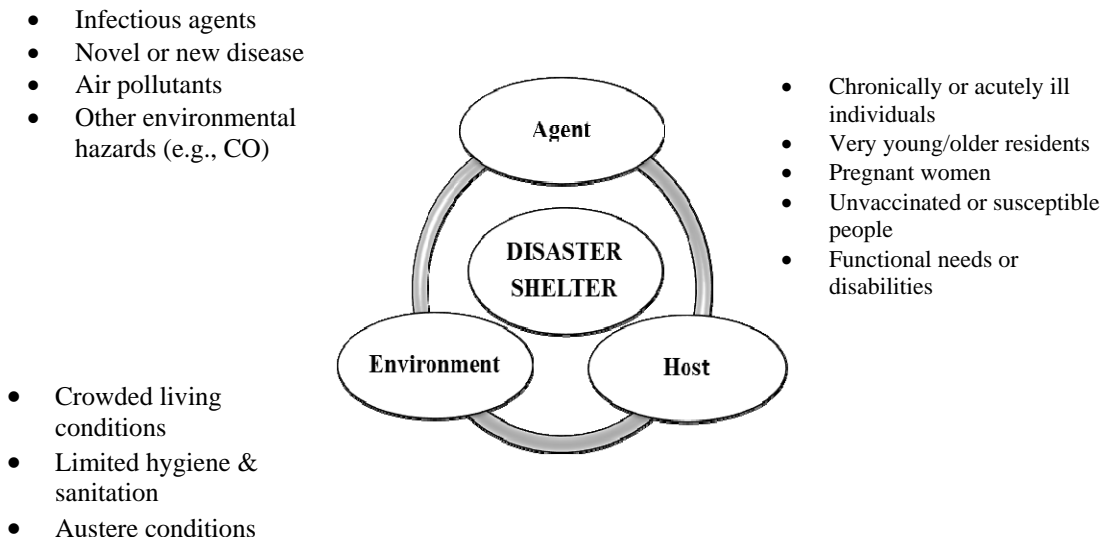 • Infectious agents
• Novel or new disease
• Air pollutants
• Other environmental
hazards (e.g., CO)
Agent
• Chronically or acutely ill
individuals
• Very young/older residents
• Pregnant women
• Unvaccinated or susceptible
people
• Functional needs or
disabilities
DISASTER
SHELTER
Environment
Host
• Crowded living
conditions
• Limited hygiene &
sanitation
• Austere conditions